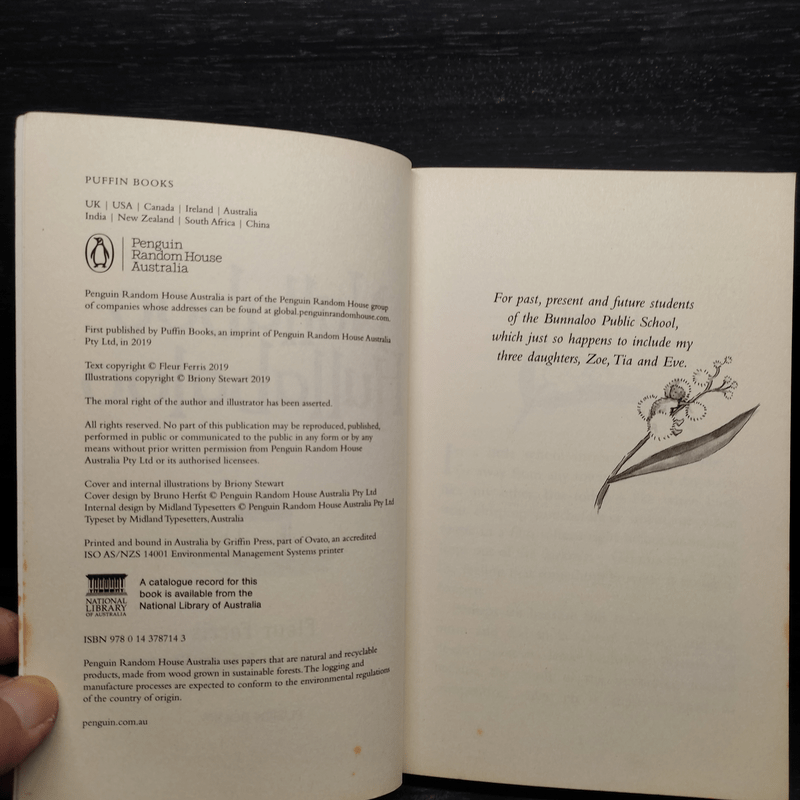 PUFFIN BOOKS
UK | USA | Canada | Ireland | Australia
India | New Zealand | South Africa | China
Penguin
Random House
Australia
Penguin Random House Australia is part of the Penguin Random House group
of companies whose addresses can be found at global.penguinrandomhouse.com.
First published by Puffin Books, an imprint of Penguin Random House Australia
Pty Ltd, in 2019
Text copyright © Fleur Ferris 2019
Illustrations copyright © Briony Stewart 2019
The moral right of the author and illustrator has been asserted.
All rights reserved. No part of this publication may be reproduced, published,
performed in public or communicated to the public in any form or by any
means without prior written permission from Penguin Random House
Australia Pty Ltd or its authorised licensees.
Cover and internal illustrations by Briony Stewart
Cover design by Bruno Herfst © Penguin Random House Australia Pty Ltd
Internal design by Midland Typesetters © Penguin Random House Australia Pty Ltd
Typeset by Midland Typesetters, Australia
Printed and bound in Australia by Griffin Press, part of Ovato, an accredited
ISO AS/NZS 14001 Environmental Management Systems printer
NATIONAL
LIBRARY
OF AUSTRALIA
A catalogue record for this
book is available from the
National Library of Australia
ISBN 978 0 14 378714 3
Penguin Random House Australia uses papers that are natural and recyclable
products, made from wood grown in sustainable forests. The logging and
manufacture processes are expected to conform to the environmental regulations
of the country of origin.
penguin.com.au
For past, present and future students
of the Bunnaloo Public School,
which just so happens to include my
three daughters, Zoe, Tia and Eve.